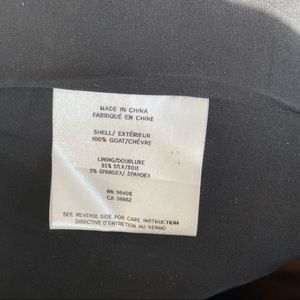 MADE IN CHINA
FABRIQUÉ EN CHINE
SHELL/ EXTÉRIEUR
100% GOAT/CHÈVRE
LINING/DOUBLURE
95% SILK/SOIE
5% SPANDEX/ SPANDEX
RN 98406
CA 39662
SEE REVERSE SIDE FOR CARE INSTRUCTION
DIRECTIVE D'ENTRETIEN AU VERSO